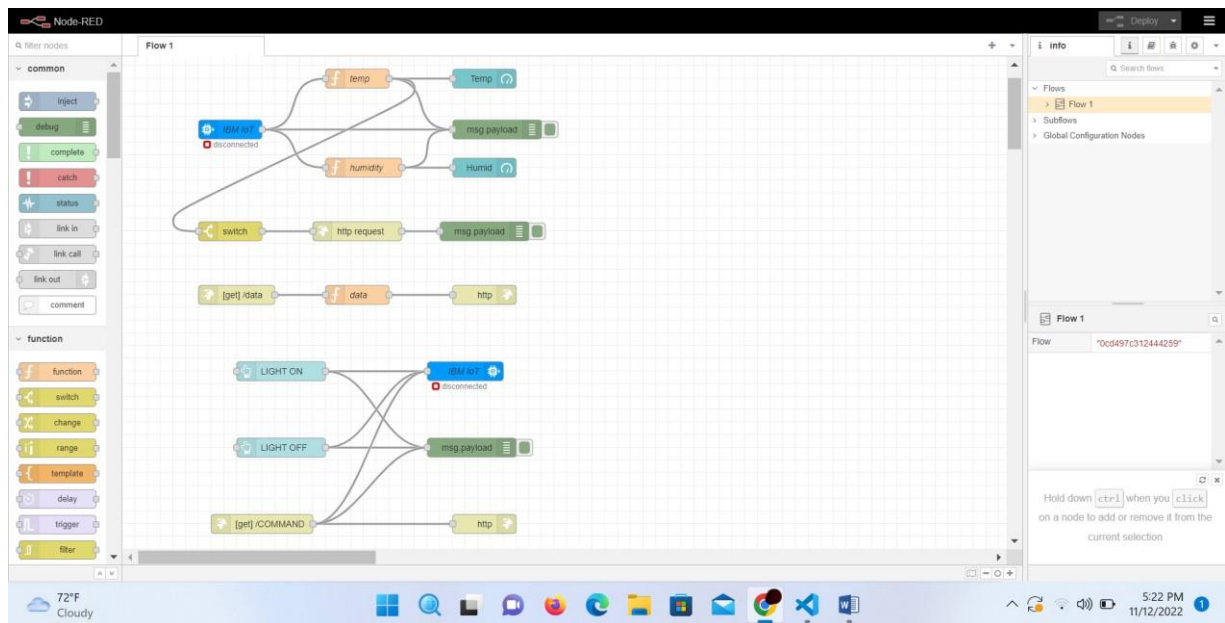 Node-RED
Deploy
filter nodes
Flow 1
i info
i
Search flows
common
inject
debug
complete
catch
status
link in
link call
link out
comment
function
function
switch
change
range
template
delay
trigger
filter
temp
Temp
IBM IoT
disconnected
msg.payload
humidity
Humid
switch
http request
msg.payload
[get] /data
data
http
LIGHT ON
IBM IoT
disconnected
LIGHT OFF
msg.payload
[get] /COMMAND
http
Flows
Flow 1
Subflows
Global Configuration Nodes
Flow 1
Flow "0cd497c312444259"
Hold down ctrl when you click
on a node to add or remove it from the
current selection
72°F
Cloudy
5:22 PM
11/12/2022
1